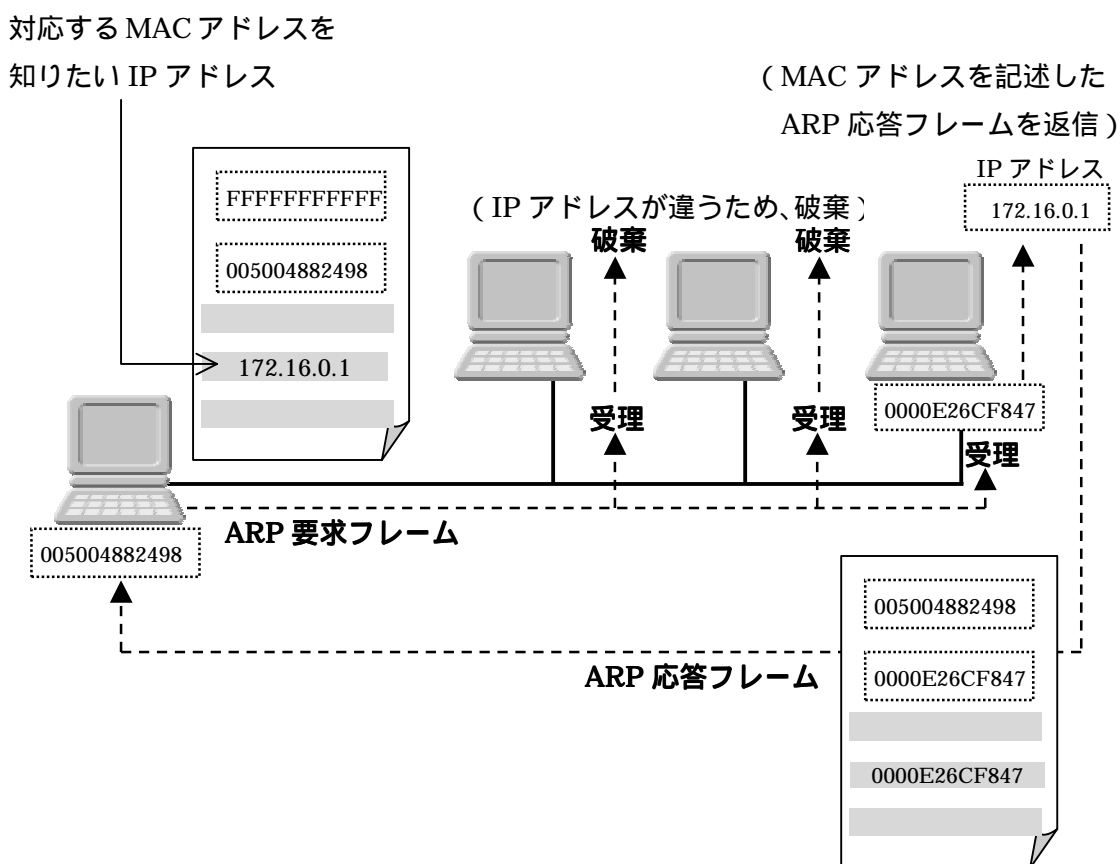 対応する MAC アドレスを
知りたい IP アドレス
( MAC アドレスを記述した
ARP 応答フレームを返信 )
IP アドレス
172.16.0.1
FFFFFFFFFFFF
005004882498
172.16.0.1
( IP アドレスが違うため、破棄 )
破棄
破棄
受理
受理
0000E26CF847
受理
ARP 要求フレーム
005004882498
ARP 応答フレーム
005004882498
0000E26CF847
0000E26CF847